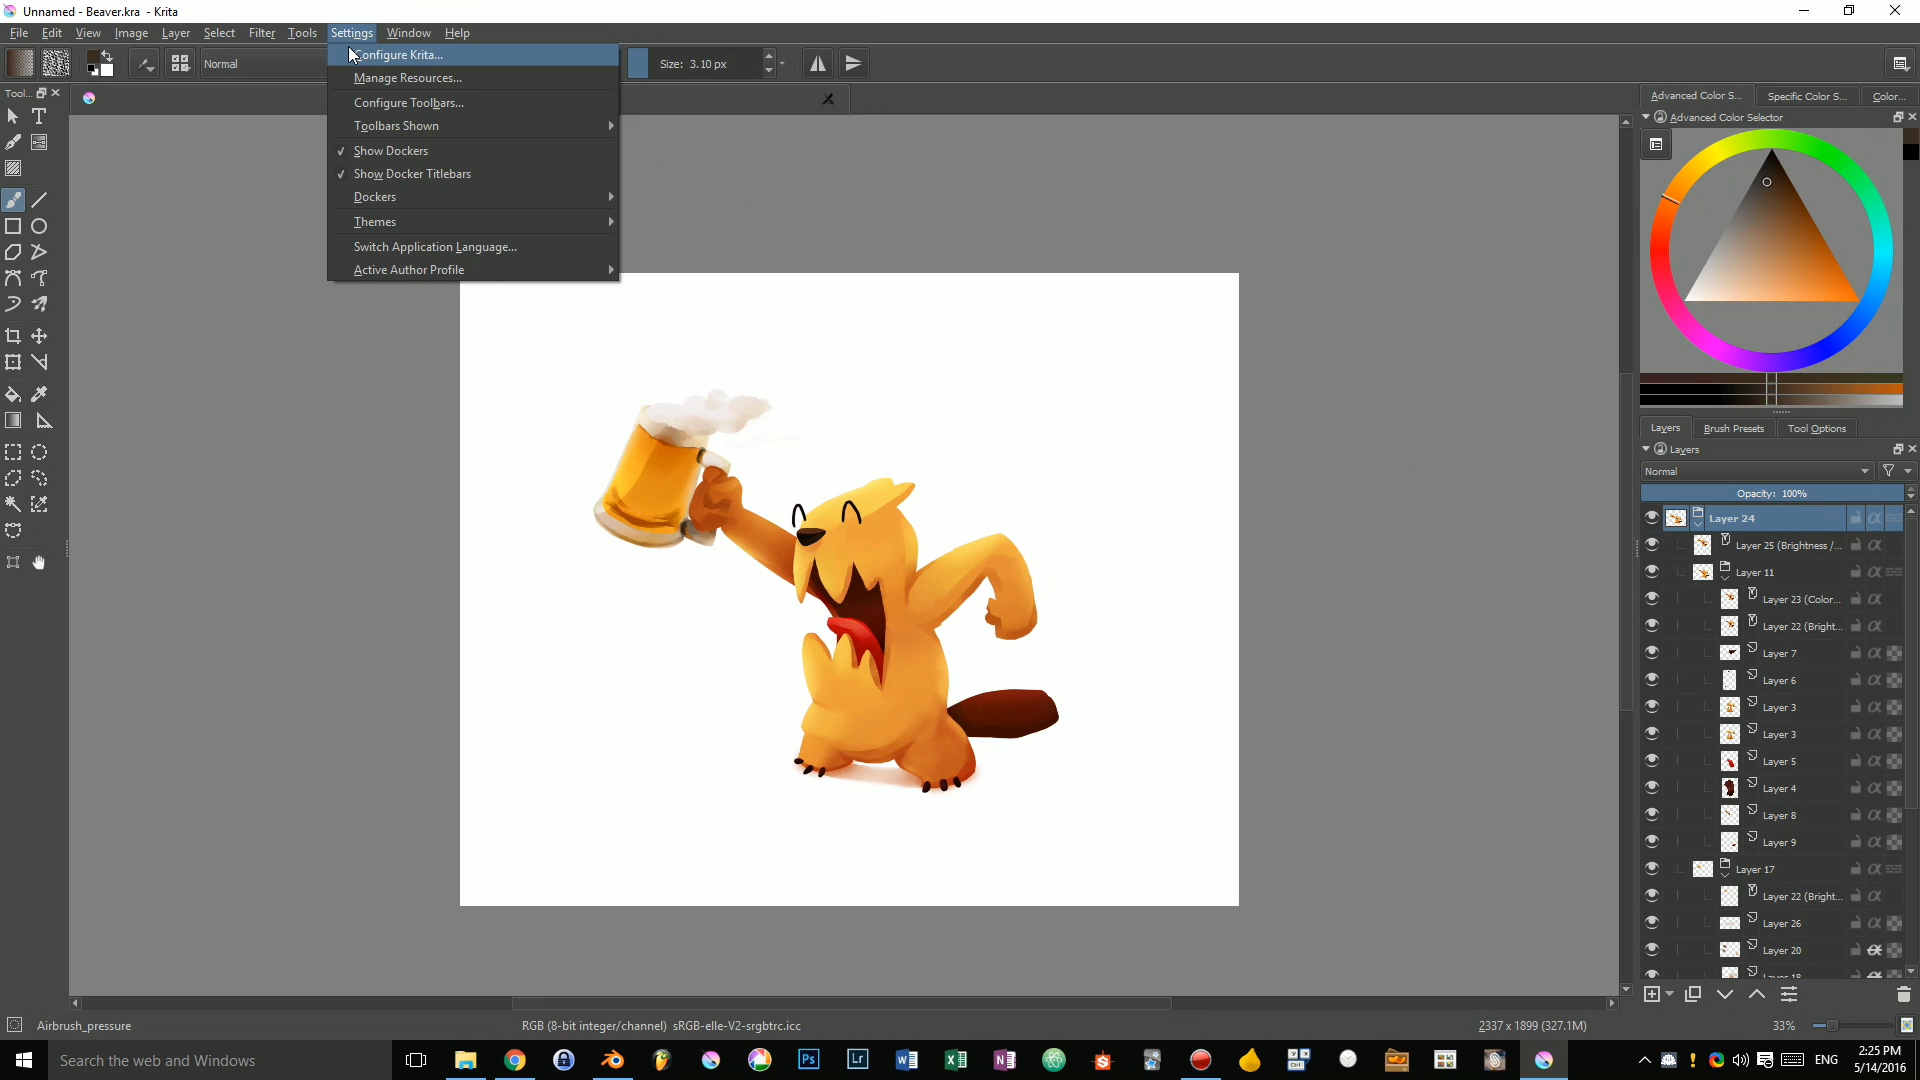 Unnamed - Beaver.kra - Krita
File Edit View Image Layer Select Filter Tools Settings Window Help
Normal
Size: 3.10 px
Configure Krita...
Manage Resources...
Configure Toolbars...
Toolbars Shown
Show Dockers
Show Docker Titlebars
Dockers
Themes
Switch Application Language...
Active Author Profile
Tool...
Advanced Color S... Specific Color S... Color...
Advanced Color Selector
Layers Brush Presets Tool Options
Layers
Normal
Opacity: 100%
Layer 24
Layer 25 (Brightness /...
Layer 11
Layer 23 (Color...
Layer 22 (Bright...
Layer 7
Layer 6
Layer 3
Layer 3
Layer 5
Layer 4
Layer 8
Layer 9
Layer 17
Layer 22 (Bright...
Layer 26
Layer 20
Layer 18
Airbrush_pressure
RGB (8-bit integer/channel) sRGB-elle-V2-srgbtrc.icc
2337 x 1899 (327.1M)
33%
Search the web and Windows
Ps
Lr
ENG
2:25 PM
5/14/2016